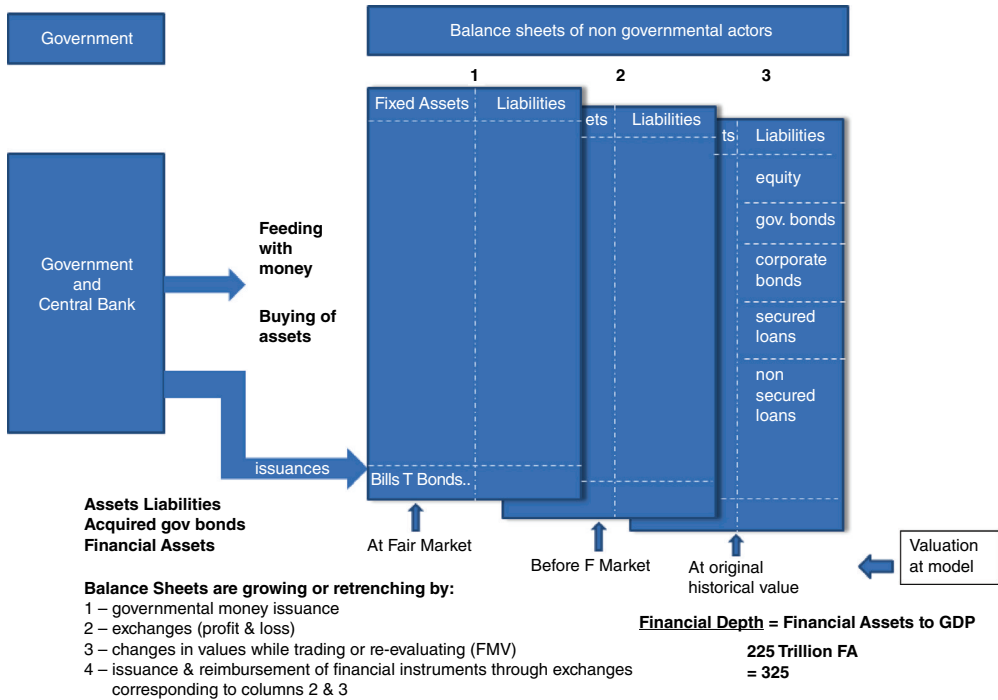 Government
Balance sheets of non governmental actors
1
2
3
Fixed Assets
Liabilities
ets
Liabilities
ts
Liabilities
equity
gov. bonds
corporate
bonds
secured
loans
non
secured
loans
Government
and
Central Bank
Feeding
with
money
Buying of
assets
issuances
Bills T Bonds..
Assets Liabilities
Acquired gov bonds
Financial Assets
At Fair Market
Before F Market
At original
historical value
Valuation
at model
Balance Sheets are growing or retrenching by:
1 – governmental money issuance
2 – exchanges (profit & loss)
3 – changes in values while trading or re-evaluating (FMV)
4 – issuance & reimbursement of financial instruments through exchanges
corresponding to columns 2 & 3
Financial Depth = Financial Assets to GDP
225 Trillion FA
= 325